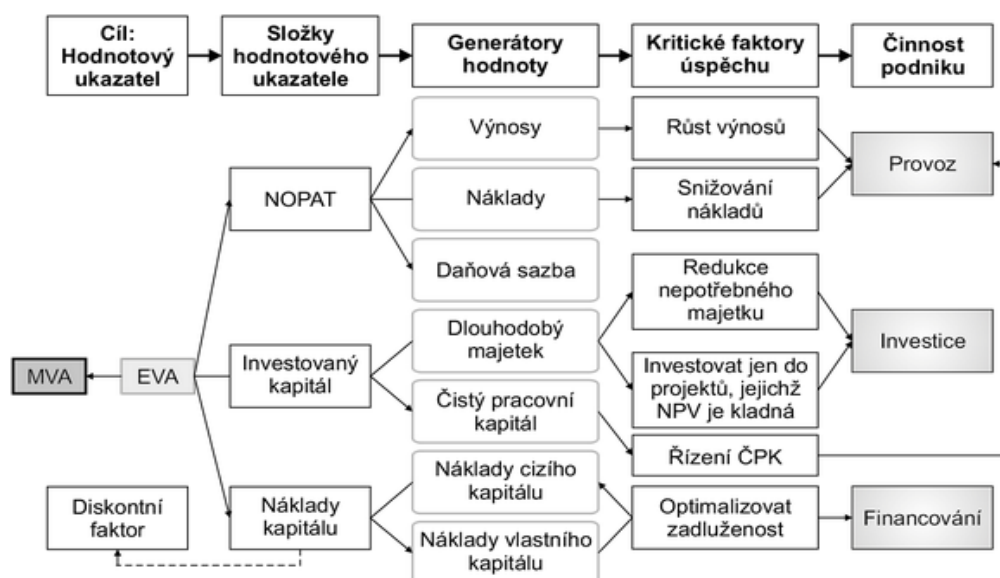 Cíl:
Hodnotový
ukazatel
Složky
hodnotového
ukazatele
Generátory
hodnoty
Kritické faktory
úspěchu
Činnost
podniku
Výnosy
Růst výnosů
Provoz
NOPAT
Náklady
Snižování
nákladů
Daňová sazba
Redukce
nepotřebného
majetku
Dlouhodobý
majetek
Investice
MVA
EVA
Investovaný
kapitál
Investovat jen do
projektů, jejichž
NPV je kladná
Čistý pracovní
kapitál
Řízení ČPK
Náklady cizího
kapitálu
Diskontní
faktor
Náklady
kapitálu
Optimalizovat
zadluženost
Financování
Náklady vlastního
kapitálu